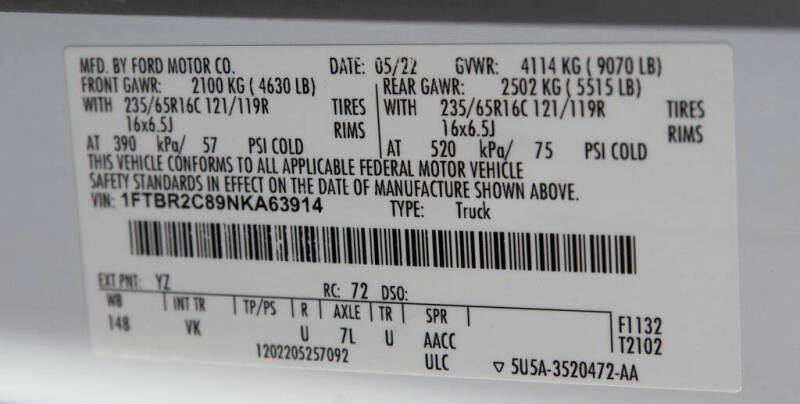 MFD. BY FORD MOTOR CO. DATE: 05/22 GVWR: 4114 KG ( 9070 LB)
FRONT GAWR: 2100 KG ( 4630 LB) REAR GAWR: 2502 KG ( 5515 LB)
WITH 235/65R16C 121/119R TIRES WITH 235/65R16C 121/119R TIRES
16x6.5J RIMS 16x6.5J RIMS
AT 390 kPa/ 57 PSI COLD AT 520 kPa/ 75 PSI COLD
THIS VEHICLE CONFORMS TO ALL APPLICABLE FEDERAL MOTOR VEHICLE
SAFETY STANDARDS IN EFFECT ON THE DATE OF MANUFACTURE SHOWN ABOVE.
VIN: 1FTBR2C89NKA63914 TYPE: Truck
EXT PNT: YZ RC: 72 DSO:
WB INT TR TP/PS R AXLE TR SPR F1132
148 VK U 7L U AACC T2102
1202205257092 ULC ▽ 5U5A-3520472-AA